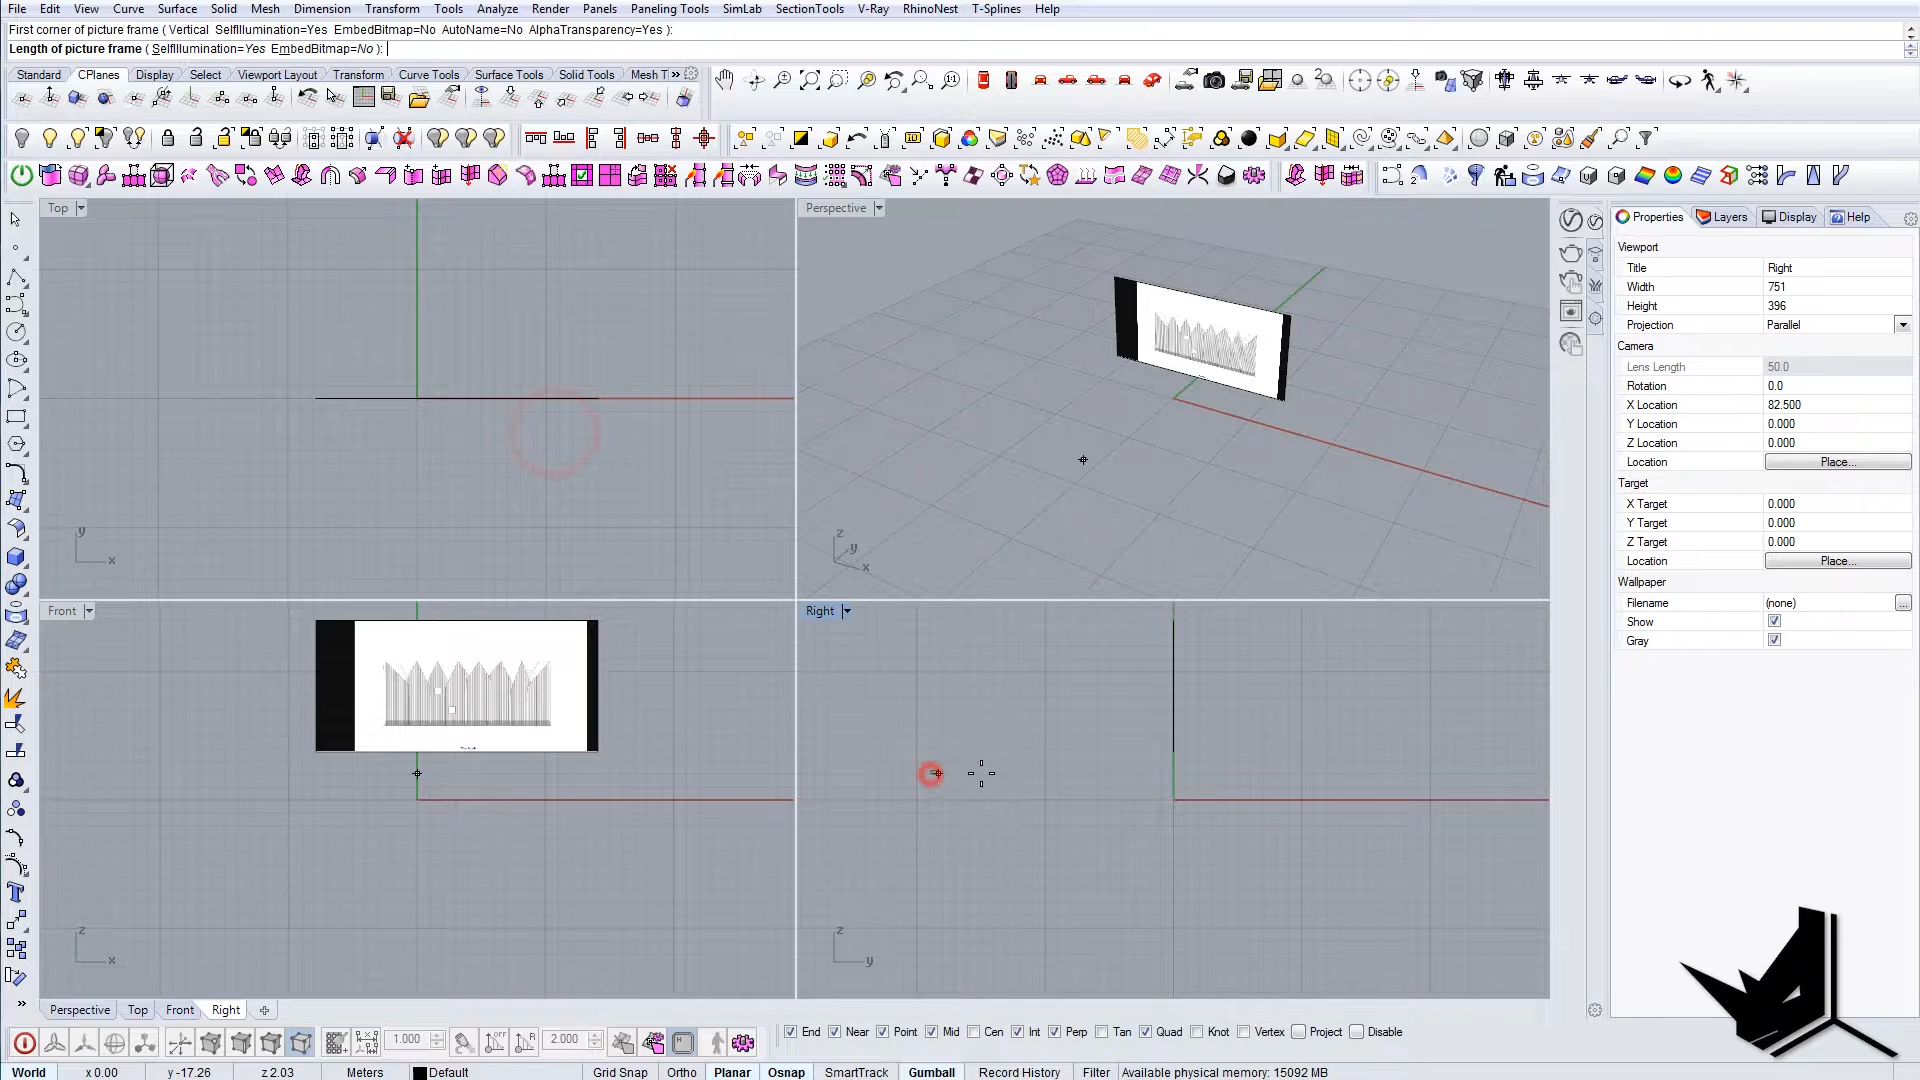 File Edit View Curve Surface Solid Mesh Dimension Transform Tools Analyze Render Panels Paneling Tools SimLab SectionTools V-Ray RhinoNest T-Splines Help
First corner of picture frame ( Vertical SelfIllumination=Yes EmbedBitmap=No AutoName=No AlphaTransparency=Yes ):
Length of picture frame ( SelfIllumination=Yes EmbedBitmap=No ):
Standard CPlanes Display Select Viewport Layout Transform Curve Tools Surface Tools Solid Tools Mesh T »
Top
Perspective
Properties Layers Display Help
Viewport
Title Right
Width 751
Height 396
Projection Parallel
Camera
Lens Length 50.0
Rotation 0.0
X Location 82.500
Y Location 0.000
Z Location 0.000
Location Place...
Target
X Target 0.000
Y Target 0.000
Z Target 0.000
Location Place...
Wallpaper
Filename (none) ...
Show
Gray
y
x
z
y
x
Front
Right
z
x
z
y
Perspective Top Front Right
1.000 2.000
End Near Point Mid Cen Int Perp Tan Quad Knot Vertex Project Disable
World x 0.00 y -17.26 z 2.03 Meters Default Grid Snap Ortho Planar Osnap SmartTrack Gumball Record History Filter Available physical memory: 15092 MB